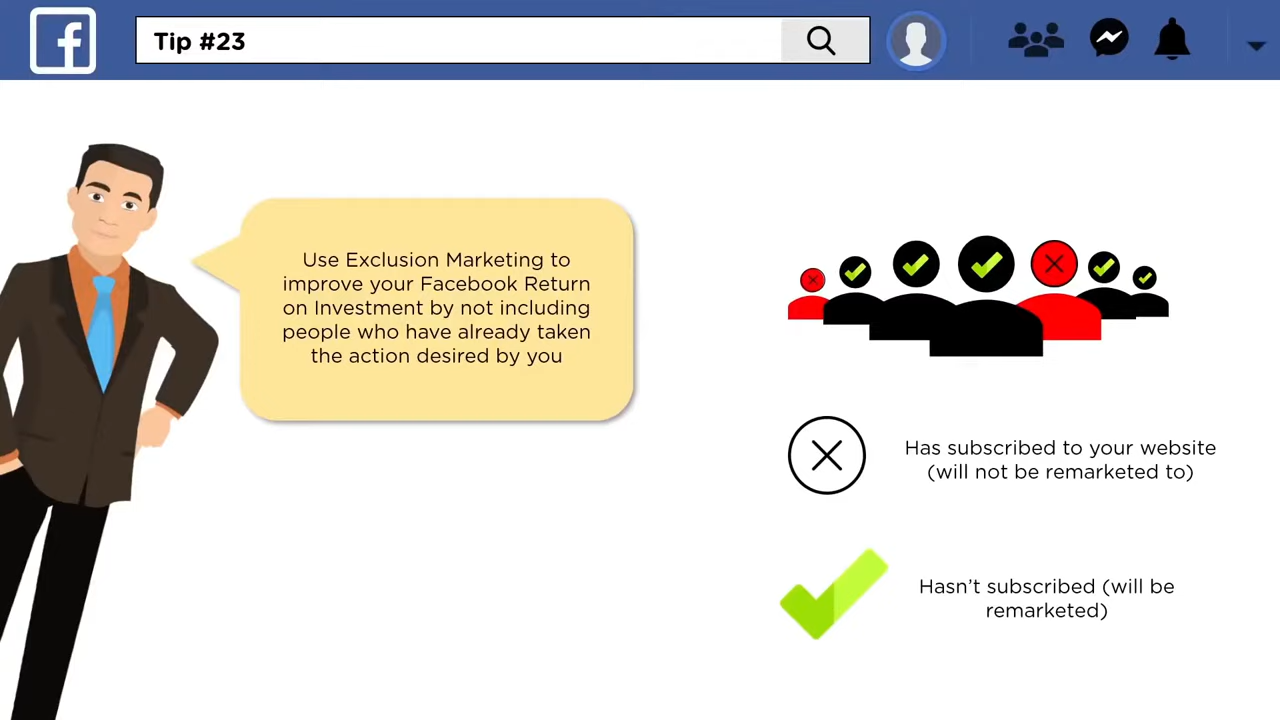 Tip #23
Use Exclusion Marketing to
improve your Facebook Return
on Investment by not including
people who have already taken
the action desired by you
Has subscribed to your website
(will not be remarketed to)
Hasn’t subscribed (will be
remarketed)